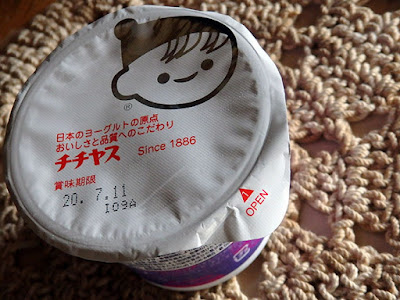 ®
日本のヨーグルトの原点
おいしさと品質へのこだわり
チチヤス Since 1886
賞味期限
20. 7.11
I09A
OPEN